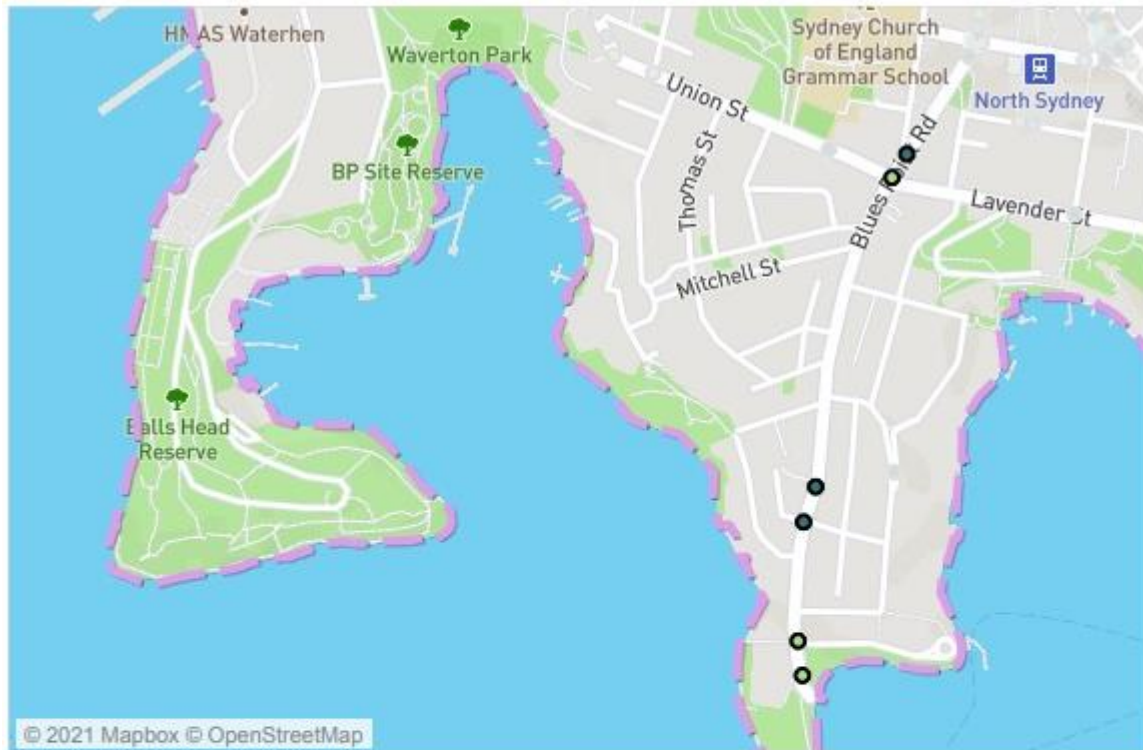 HMAS Waterhen
Waverton Park
Sydney Church
of England
Grammar School
North Sydney
Union St
Thomas St
BP Site Reserve
Blues Point Rd
Lavender St
Mitchell St
Balls Head
Reserve
© 2021 Mapbox © OpenStreetMap